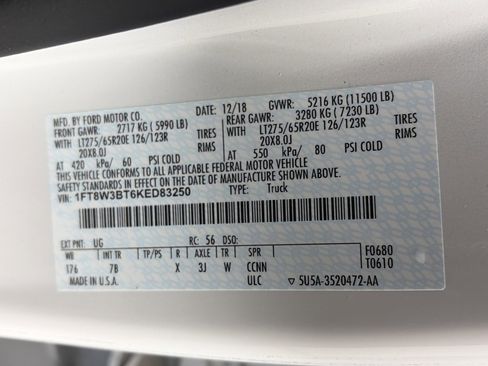 MFD. BY FORD MOTOR CO. 12/18 GVWR: 5216 KG (11500 LB)
FRONT GAWR: 2717 KG (5990 LB) REAR GAWR: 3280 KG (7230 LB)
WITH LT275/65R20E 126/123R TIRES WITH LT275/65R20E 126/123R TIRES
20X8.0J RIMS 20X8.0J RIMS
AT 420 kPa/ 60 PSI COLD AT 550 kPa/ 80 PSI COLD
THIS VEHICLE CONFORMS TO ALL APPLICABLE FEDERAL MOTOR VEHICLE
SAFETY STANDARDS IN EFFECT ON THE DATE OF MANUFACTURE SHOWN ABOVE.
VIN: 1FT8W3BT6KED83250 TYPE: Truck
EXT PNT: UG RC: 56 DSO: F0680
WB INT TR TP/PS R AXLE TR SPR T0610
176 7B X 3J W CCNN
MADE IN U.S.A. ULC 5U5A-3520472-AA